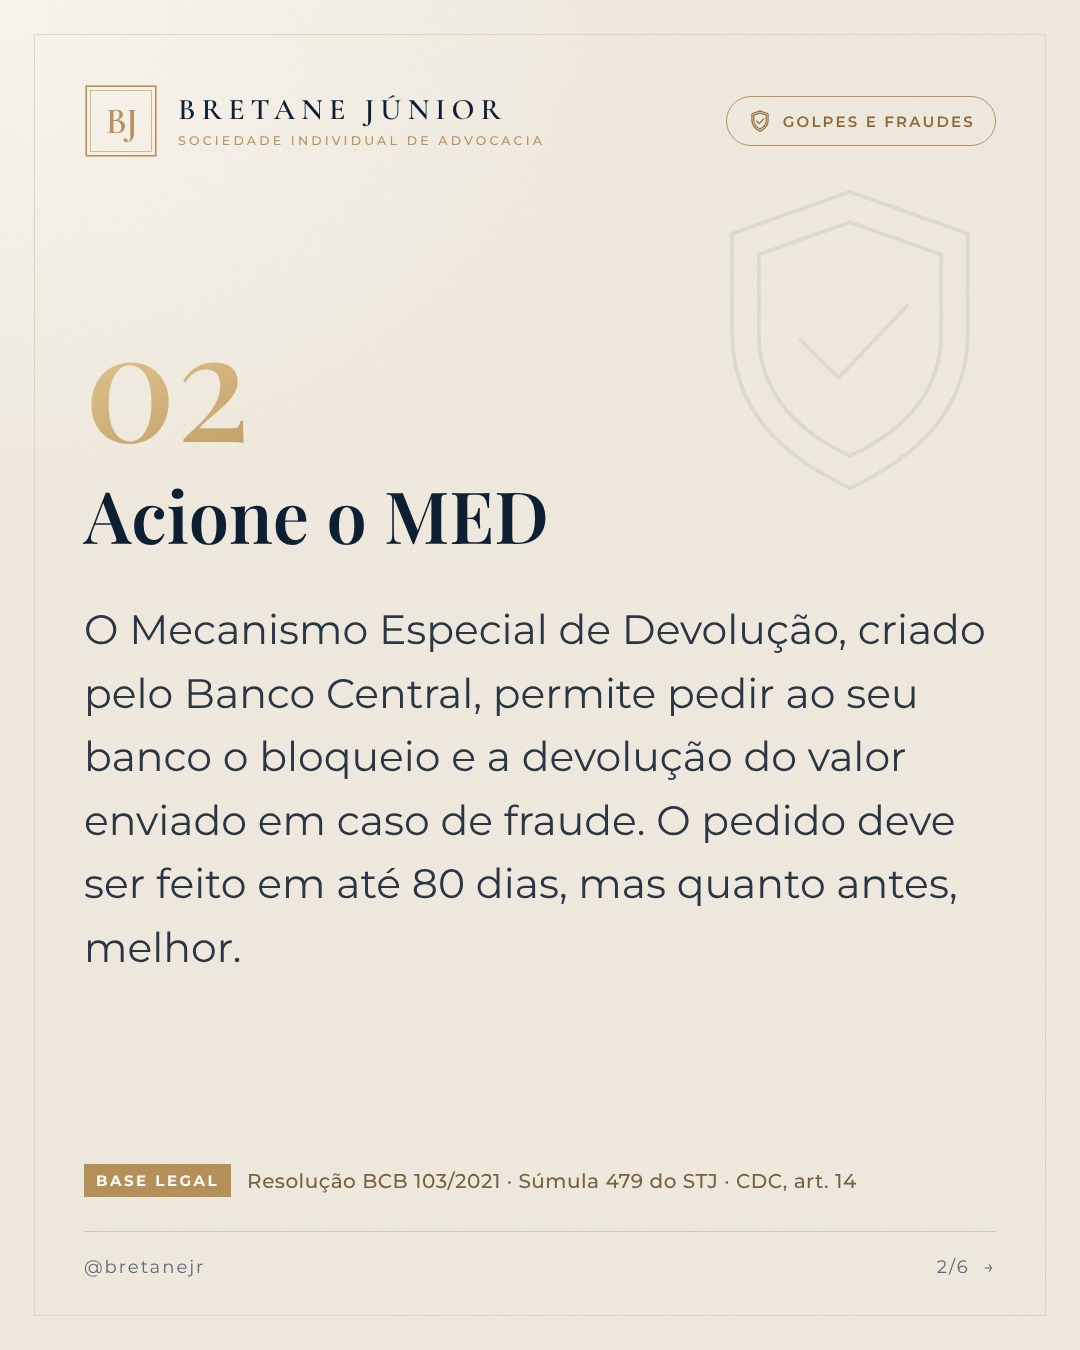 BJ
BRETANE JÚNIOR
SOCIEDADE INDIVIDUAL DE ADVOCACIA
GOLPES E FRAUDES
02
Acione o MED
O Mecanismo Especial de Devolução, criado
pelo Banco Central, permite pedir ao seu
banco o bloqueio e a devolução do valor
enviado em caso de fraude. O pedido deve
ser feito em até 80 dias, mas quanto antes,
melhor.
BASE LEGAL Resolução BCB 103/2021 · Súmula 479 do STJ · CDC, art. 14
@bretanejr
2/6 →